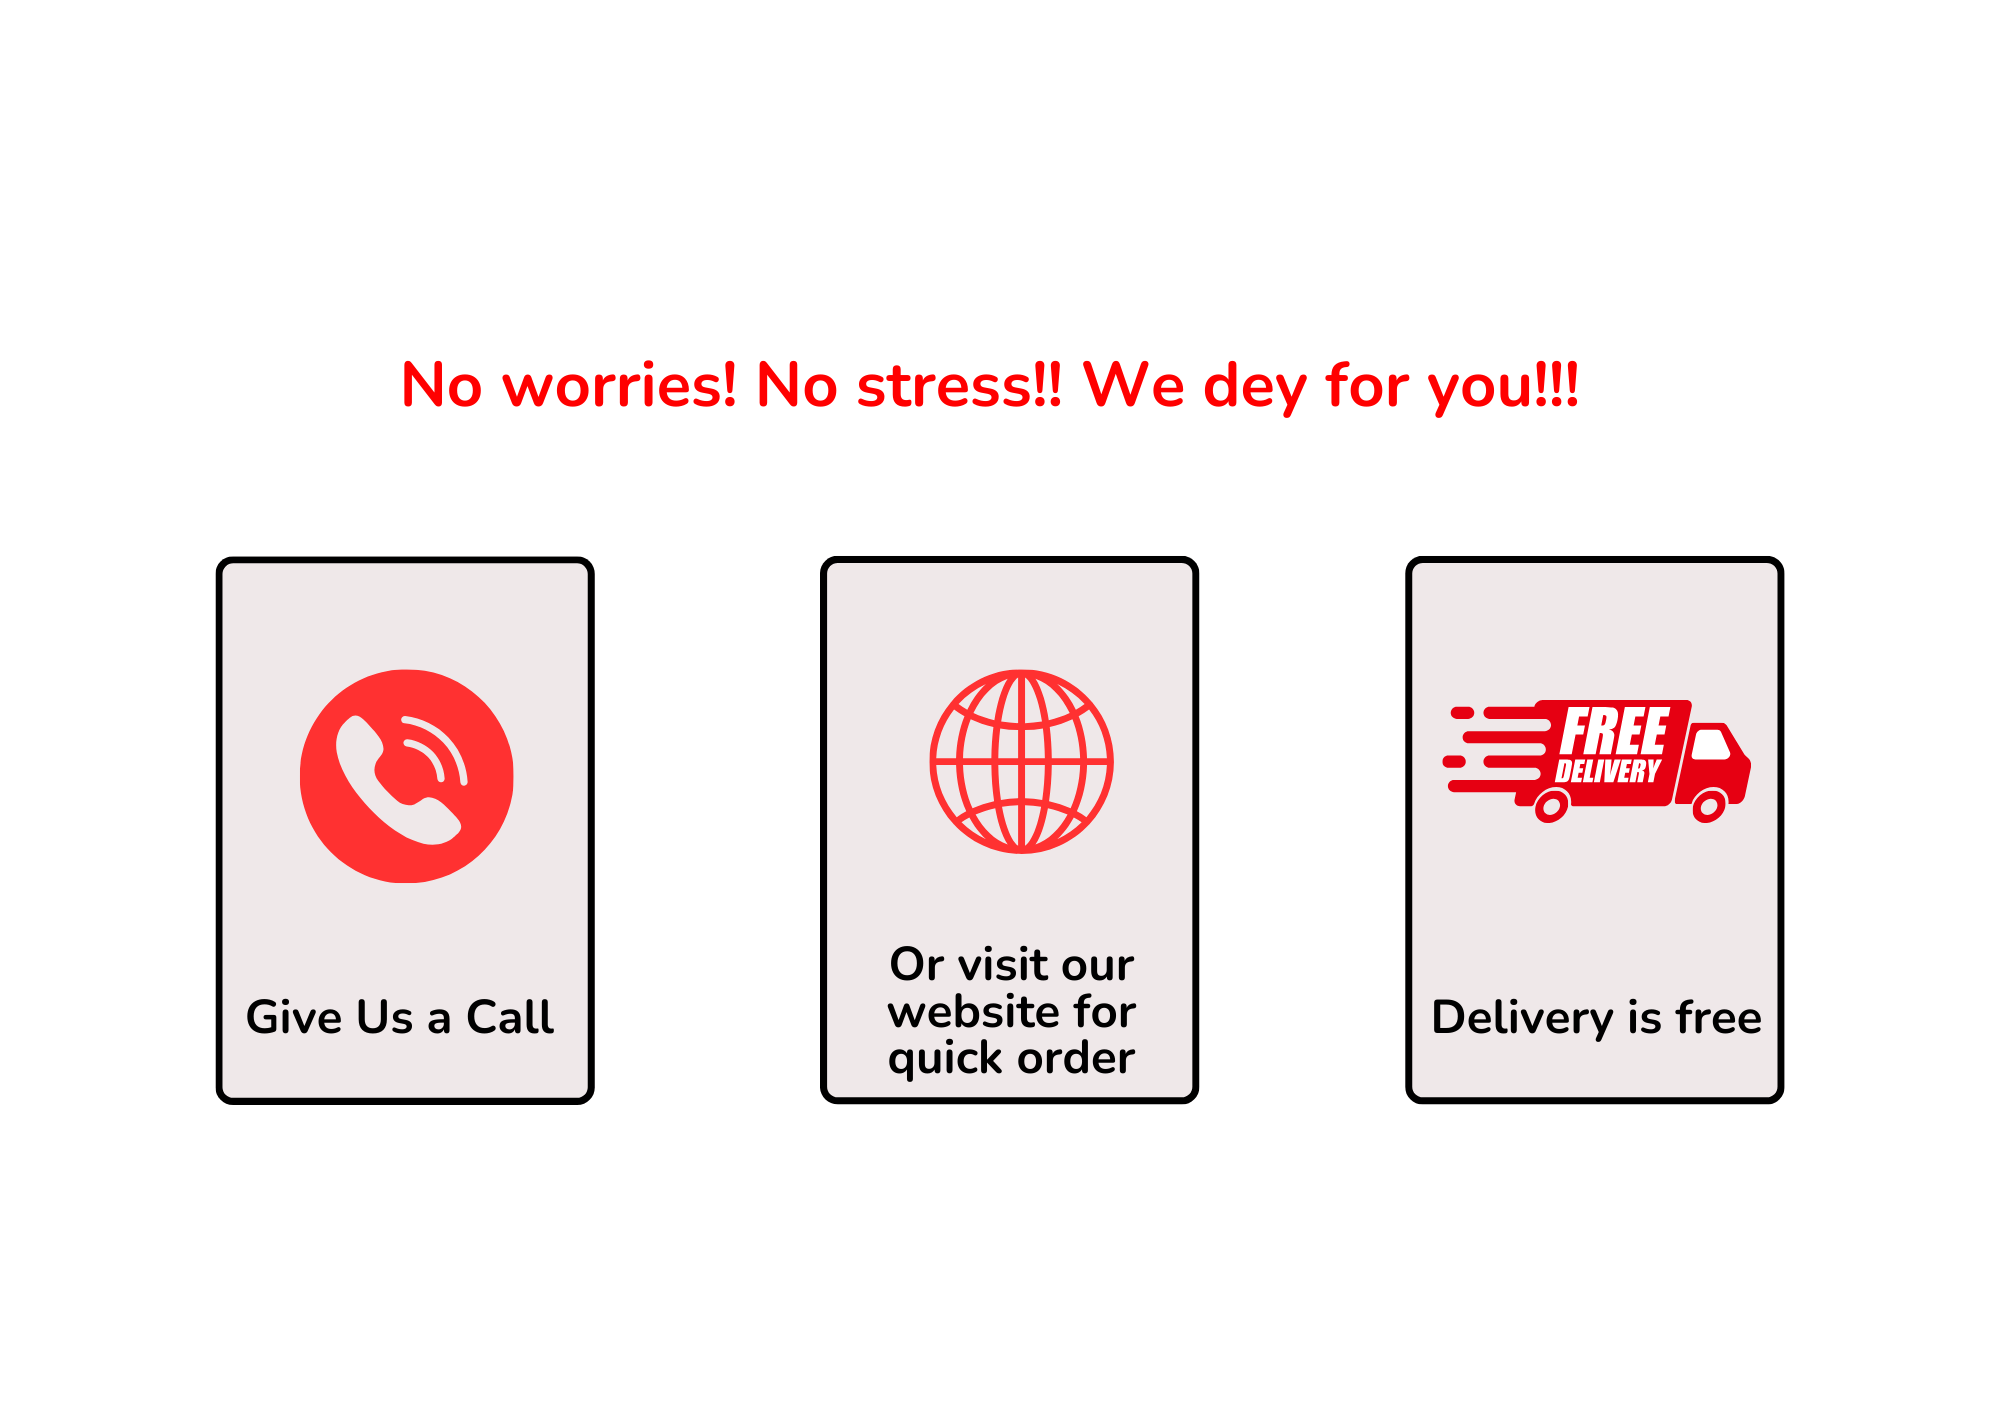 No worries! No stress!! We dey for you!!!
Give Us a Call
Or visit our
website for
quick order
FREE
DELIVERY
Delivery is free